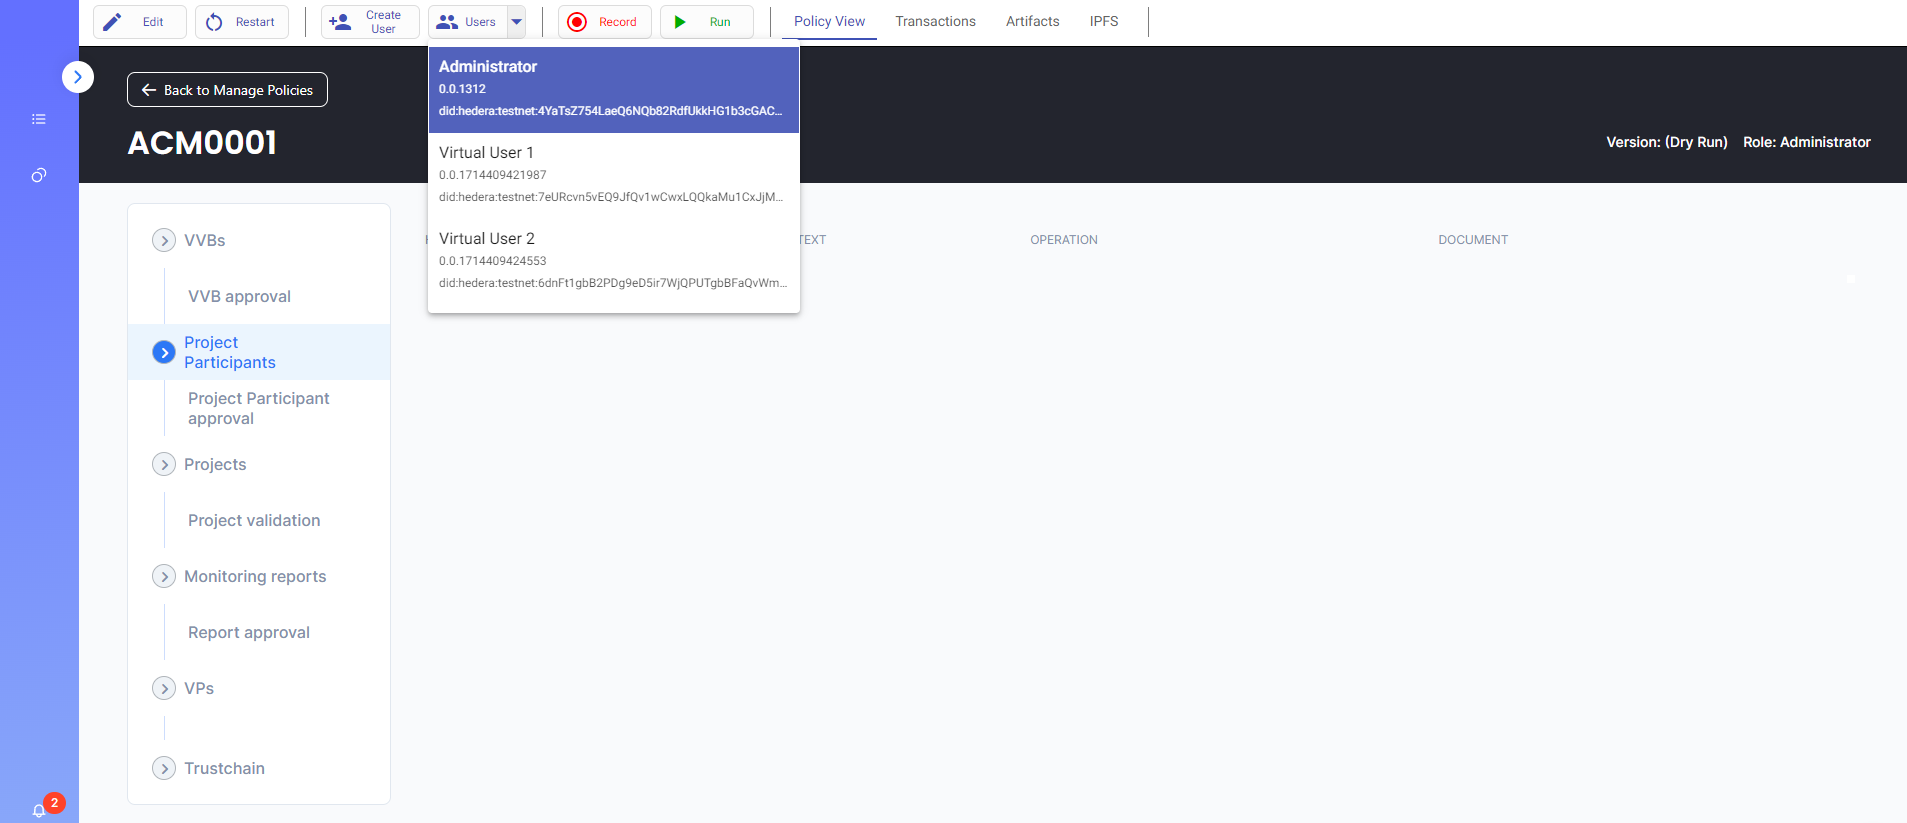 Edit
Restart
Create
User
Users
Record
Run
Policy View
Transactions
Artifacts
IPFS
Administrator
0.0.1312
did:hedera:testnet:4YaTsZ754LaeQ6NQb82RdfUkkHG1b3cGAC...
Back to Manage Policies
ACM0001
Version: (Dry Run)
Role: Administrator
Virtual User 1
0.0.1714409421987
did:hedera:testnet:7eURcvn5vEQ9JfQv1wCwxLQQkaMu1CxJjM...
Virtual User 2
0.0.1714409424553
did:hedera:testnet:6dnFt1gbB2PDg9eD5ir7WjQPUTgbBFaQvWm...
TEXT
OPERATION
DOCUMENT
VVBs
VVB approval
Project
Participants
Project Participant
approval
Projects
Project validation
Monitoring reports
Report approval
VPs
Trustchain
2